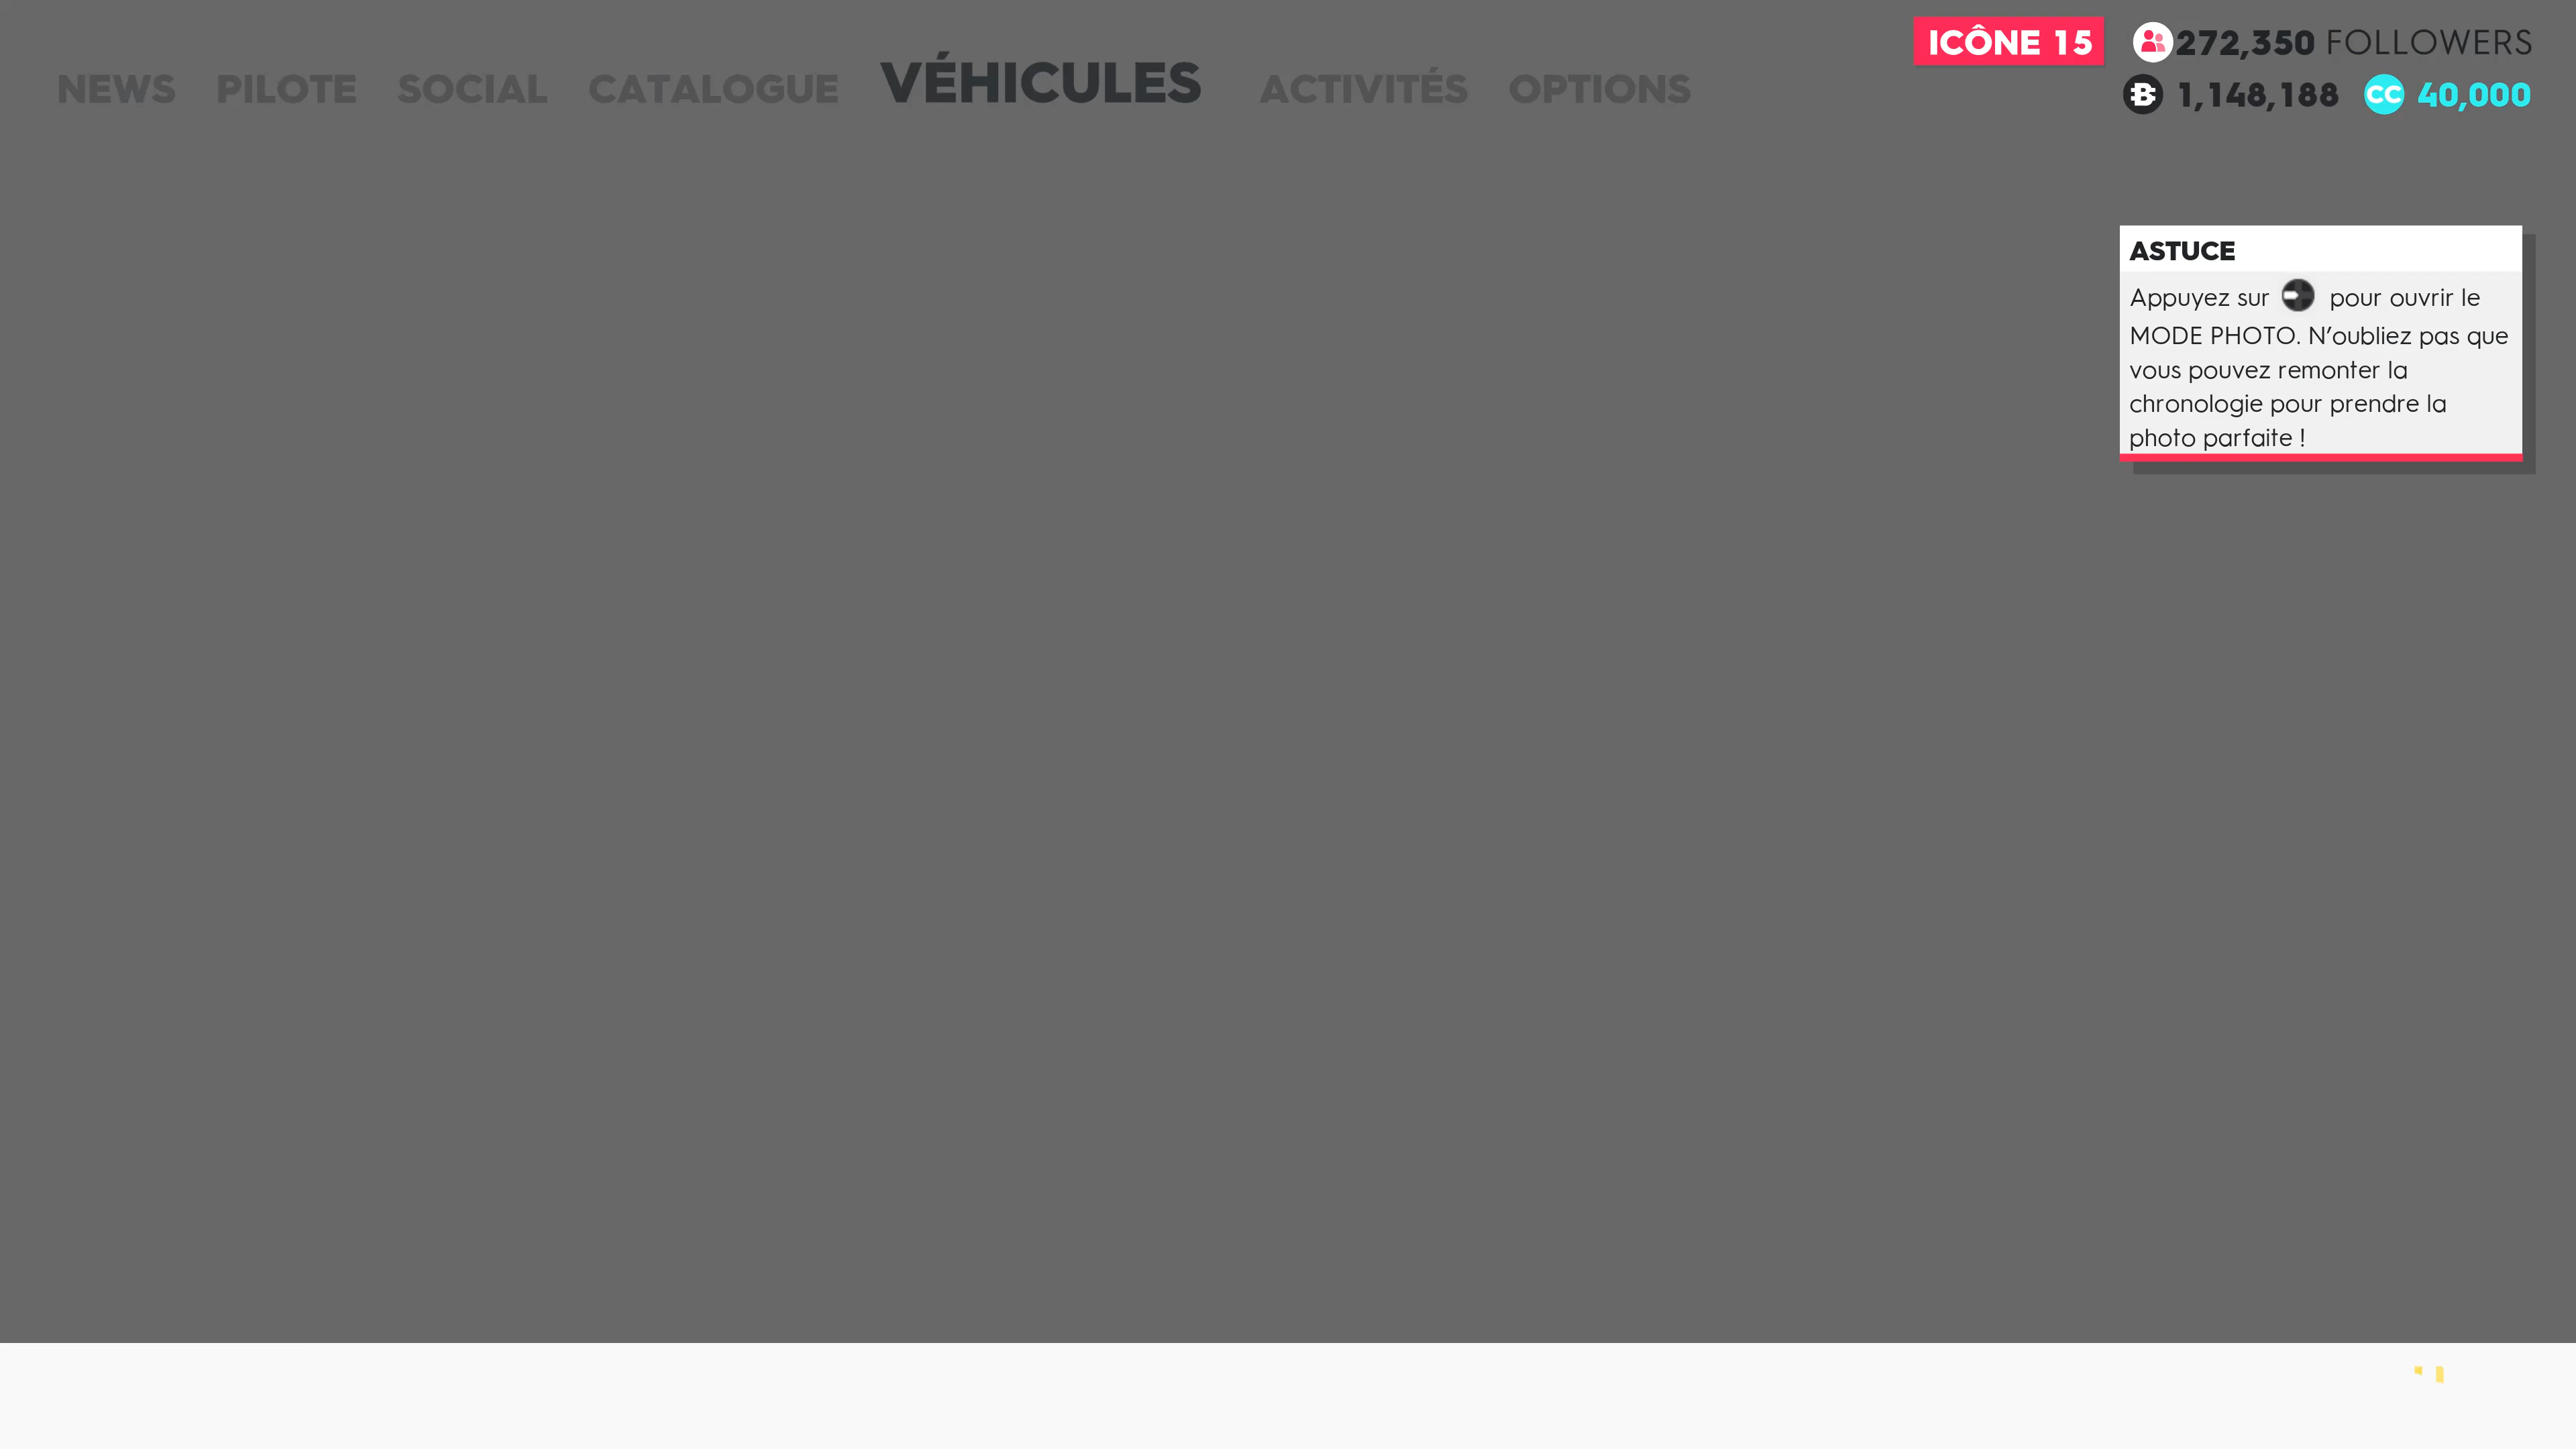 ICÔNE 15
272,350 FOLLOWERS
NEWS PILOTE SOCIAL CATALOGUE VÉHICULES ACTIVITÉS OPTIONS
1,148,188 CC 40,000
ASTUCE
Appuyez sur pour ouvrir le
MODE PHOTO. N'oubliez pas que
vous pouvez remonter la
chronologie pour prendre la
photo parfaite !